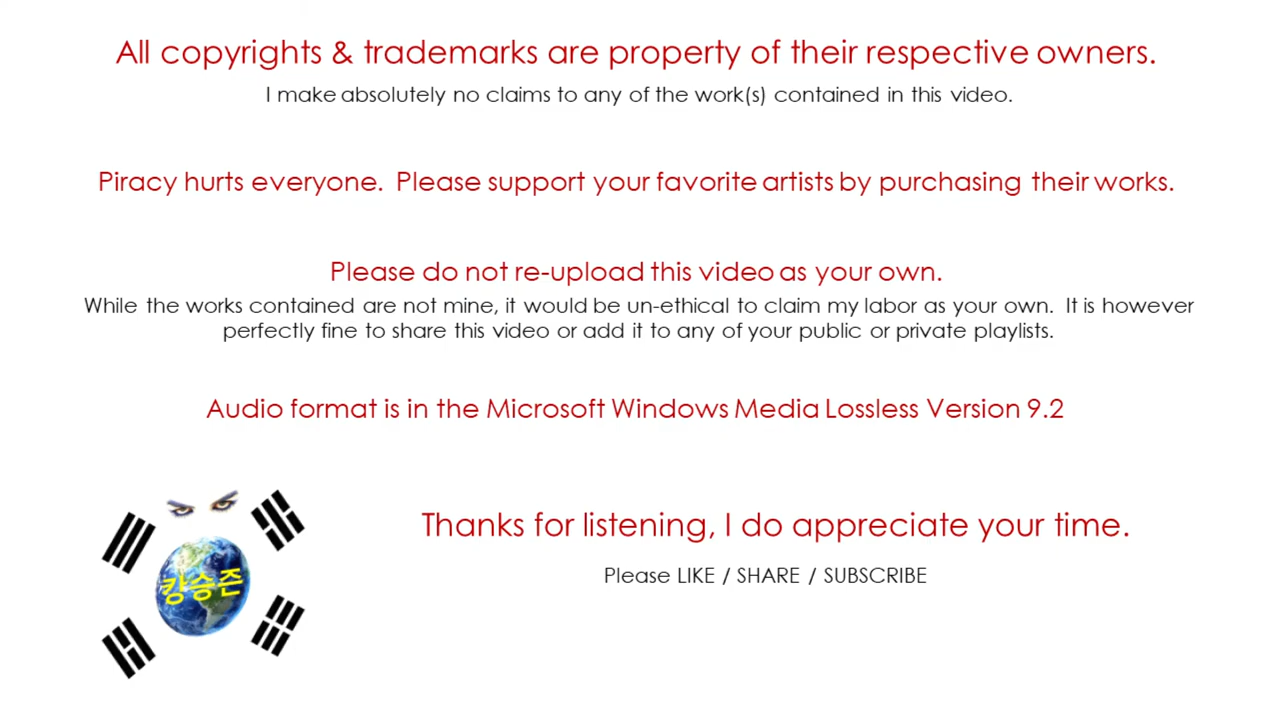 All copyrights & trademarks are property of their respective owners.
I make absolutely no claims to any of the work(s) contained in this video.
Piracy hurts everyone.  Please support your favorite artists by purchasing their works.
Please do not re-upload this video as your own.
While the works contained are not mine, it would be un-ethical to claim my labor as your own.  It is however
perfectly fine to share this video or add it to any of your public or private playlists.
Audio format is in the Microsoft Windows Media Lossless Version 9.2
캉승즌
Thanks for listening, I do appreciate your time.
Please LIKE / SHARE / SUBSCRIBE